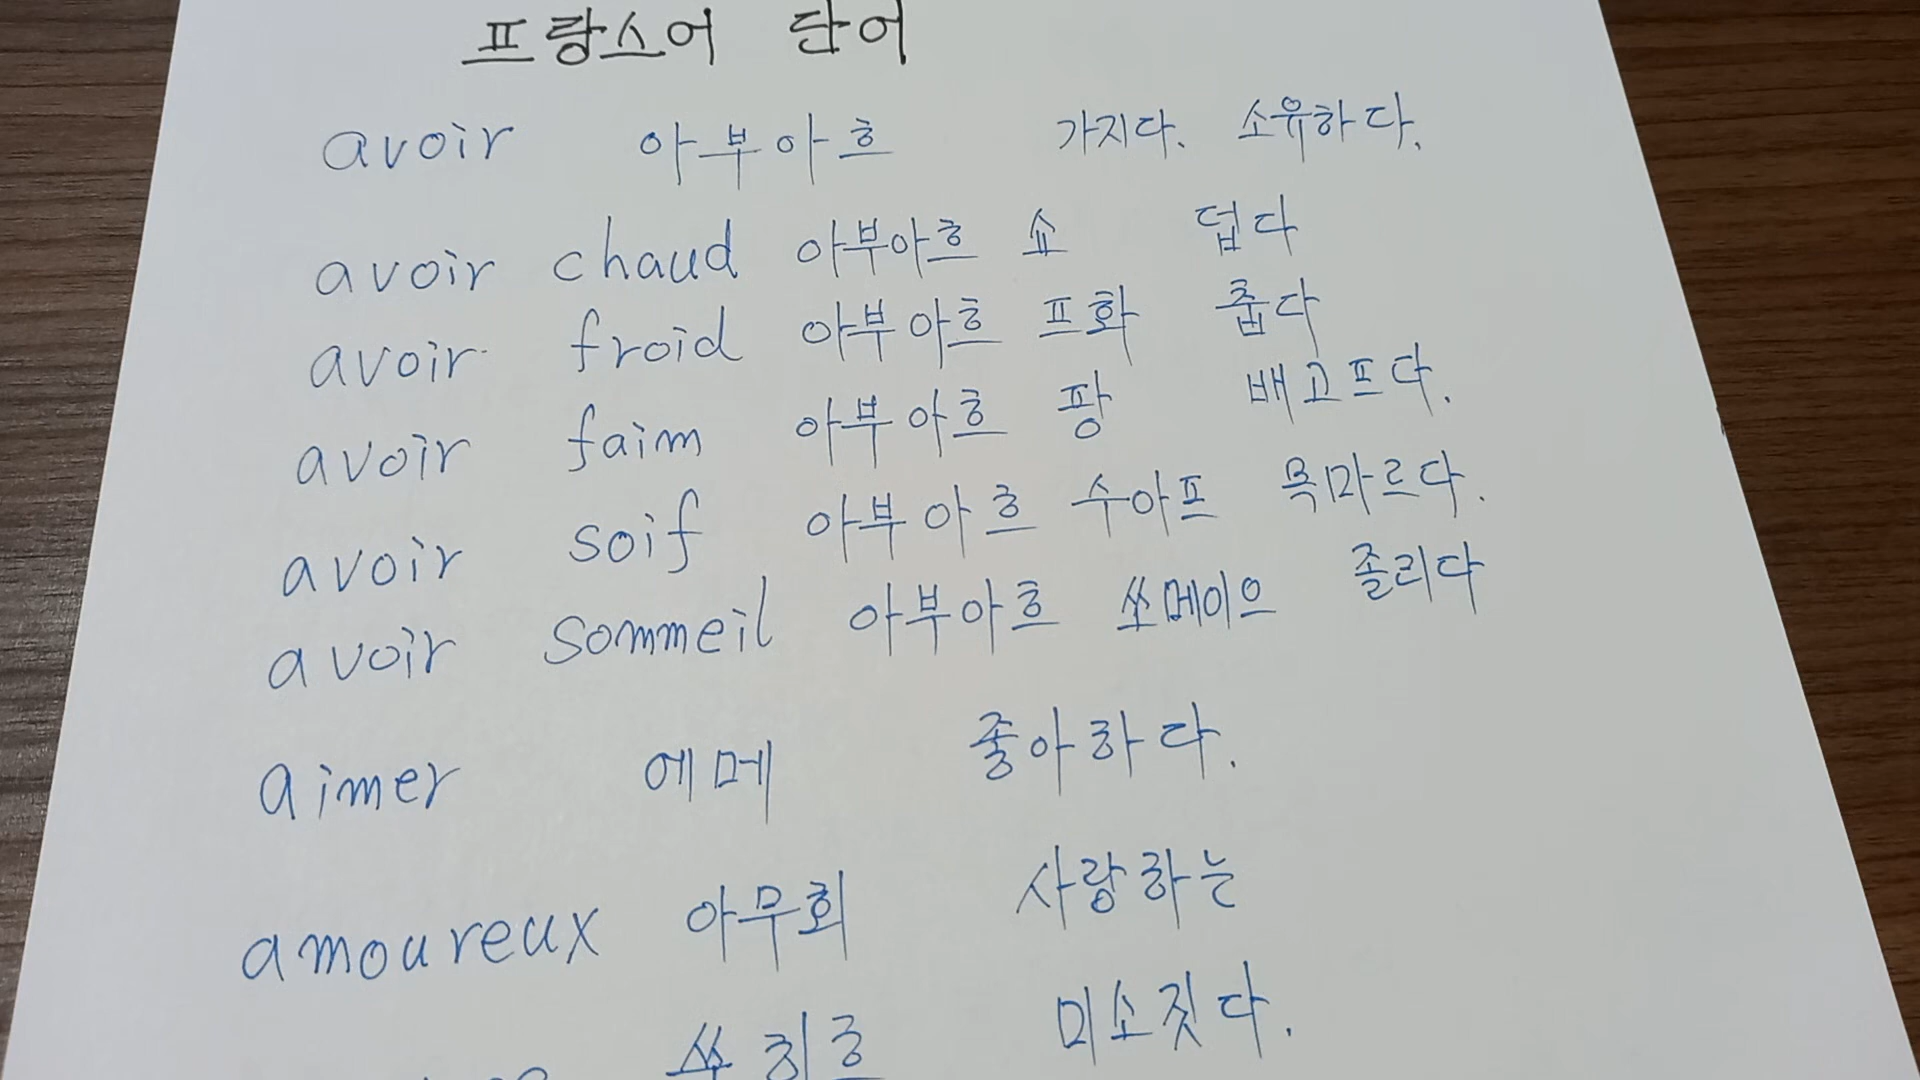 프랑스어 단어
avoir 아부아흐 가지다. 소유하다.
avoir chaud 아부아흐 쇼 덥다
avoir froid 아부아흐 프화 춥다
avoir faim 아부아흐 팡 배고프다.
avoir soif 아부아흐 수아프 목마르다.
avoir sommeil 아부아흐 쏘메이으 졸리다
aimer 에메 좋아하다.
amoureux 아무회 사랑하는
쑤히흐 미소짓다.